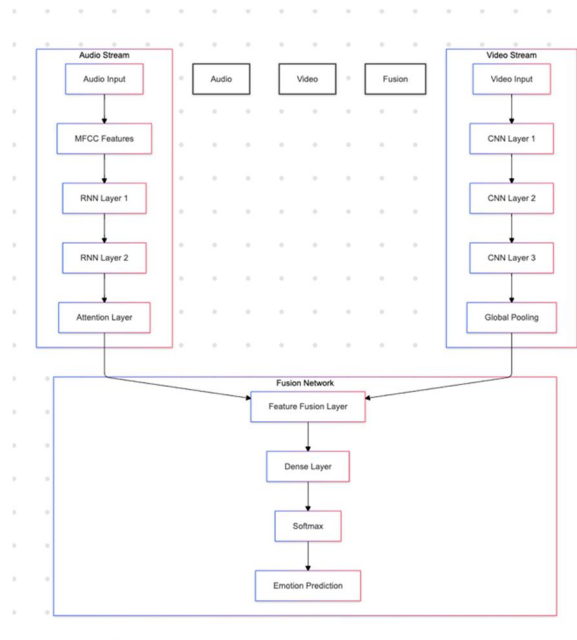 Audio Stream
Audio Input
MFCC Features
RNN Layer 1
RNN Layer 2
Attention Layer
Audio
Video
Fusion
Video Stream
Video Input
CNN Layer 1
CNN Layer 2
CNN Layer 3
Global Pooling
Fusion Network
Feature Fusion Layer
Dense Layer
Softmax
Emotion Prediction